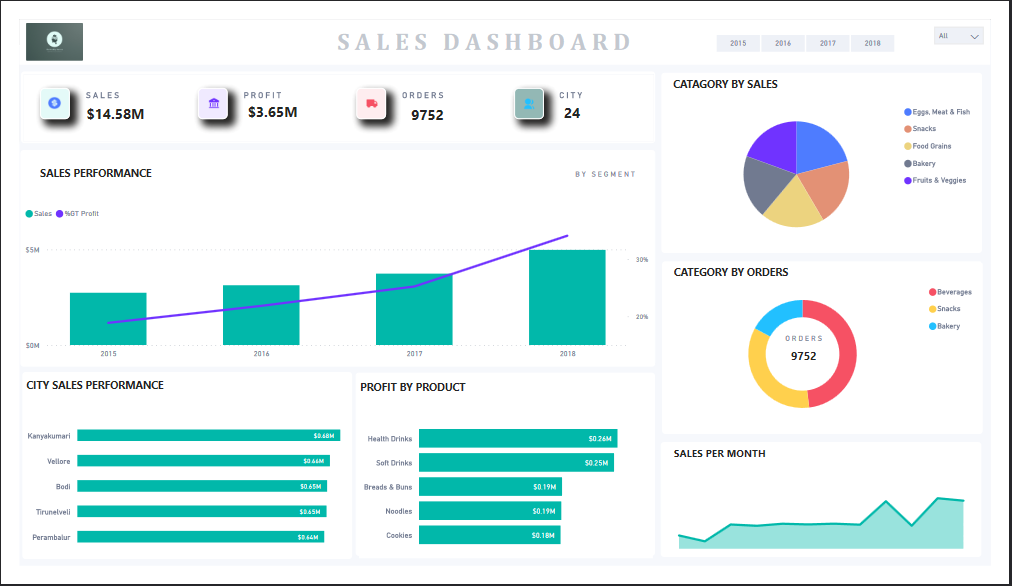 SALES DASHBOARD
2015
2016
2017
2018
All
SALES
$14.58M
PROFIT
$3.65M
ORDERS
9752
CITY
24
CATAGORY BY SALES
Eggs, Meat & Fish
Snacks
Food Grains
Bakery
Fruits & Veggies
SALES PERFORMANCE
BY SEGMENT
Sales
%GT Profit
$5M
$0M
30%
20%
2015
2016
2017
2018
CATEGORY BY ORDERS
Beverages
Snacks
Bakery
ORDERS
9752
CITY SALES PERFORMANCE
Kanyakumari
$0.68M
Vellore
$0.66M
Bodi
$0.65M
Tirunelveli
$0.65M
Perambalur
$0.64M
PROFIT BY PRODUCT
Health Drinks
$0.26M
Soft Drinks
$0.25M
Breads & Buns
$0.19M
Noodles
$0.19M
Cookies
$0.18M
SALES PER MONTH